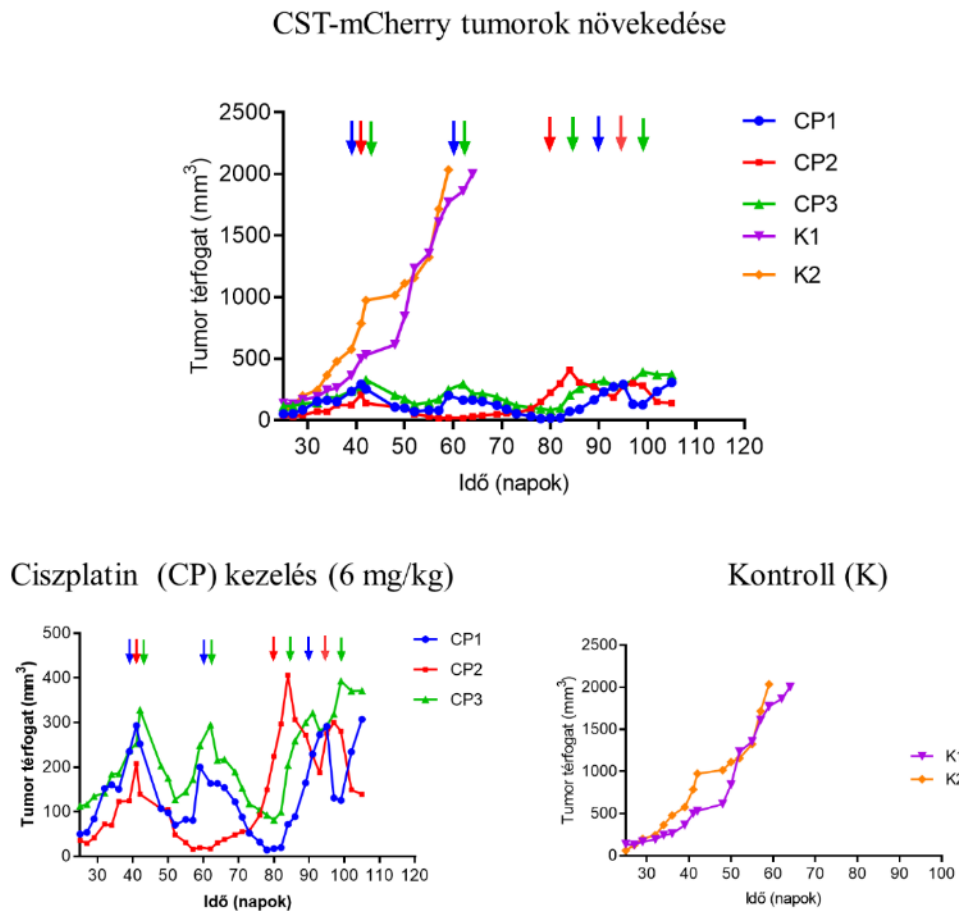 CST-mCherry tumorok növekedése
2500
2000
1500
1000
500
0
Tumor térfogat (mm³)
30 40 50 60 70 80 90 100 110 120
Idő (napok)
CP1
CP2
CP3
K1
K2
Ciszplatin (CP) kezelés (6 mg/kg)
500
400
300
200
100
0
Tumor térfogat (mm³)
30 40 50 60 70 80 90 100 110 120
Idő (napok)
CP1
CP2
CP3
Kontroll (K)
2500
2000
1500
1000
500
0
Tumor térfogat (mm³)
30 40 50 60 70 80 90 100
Idő (napok)
K1
K2